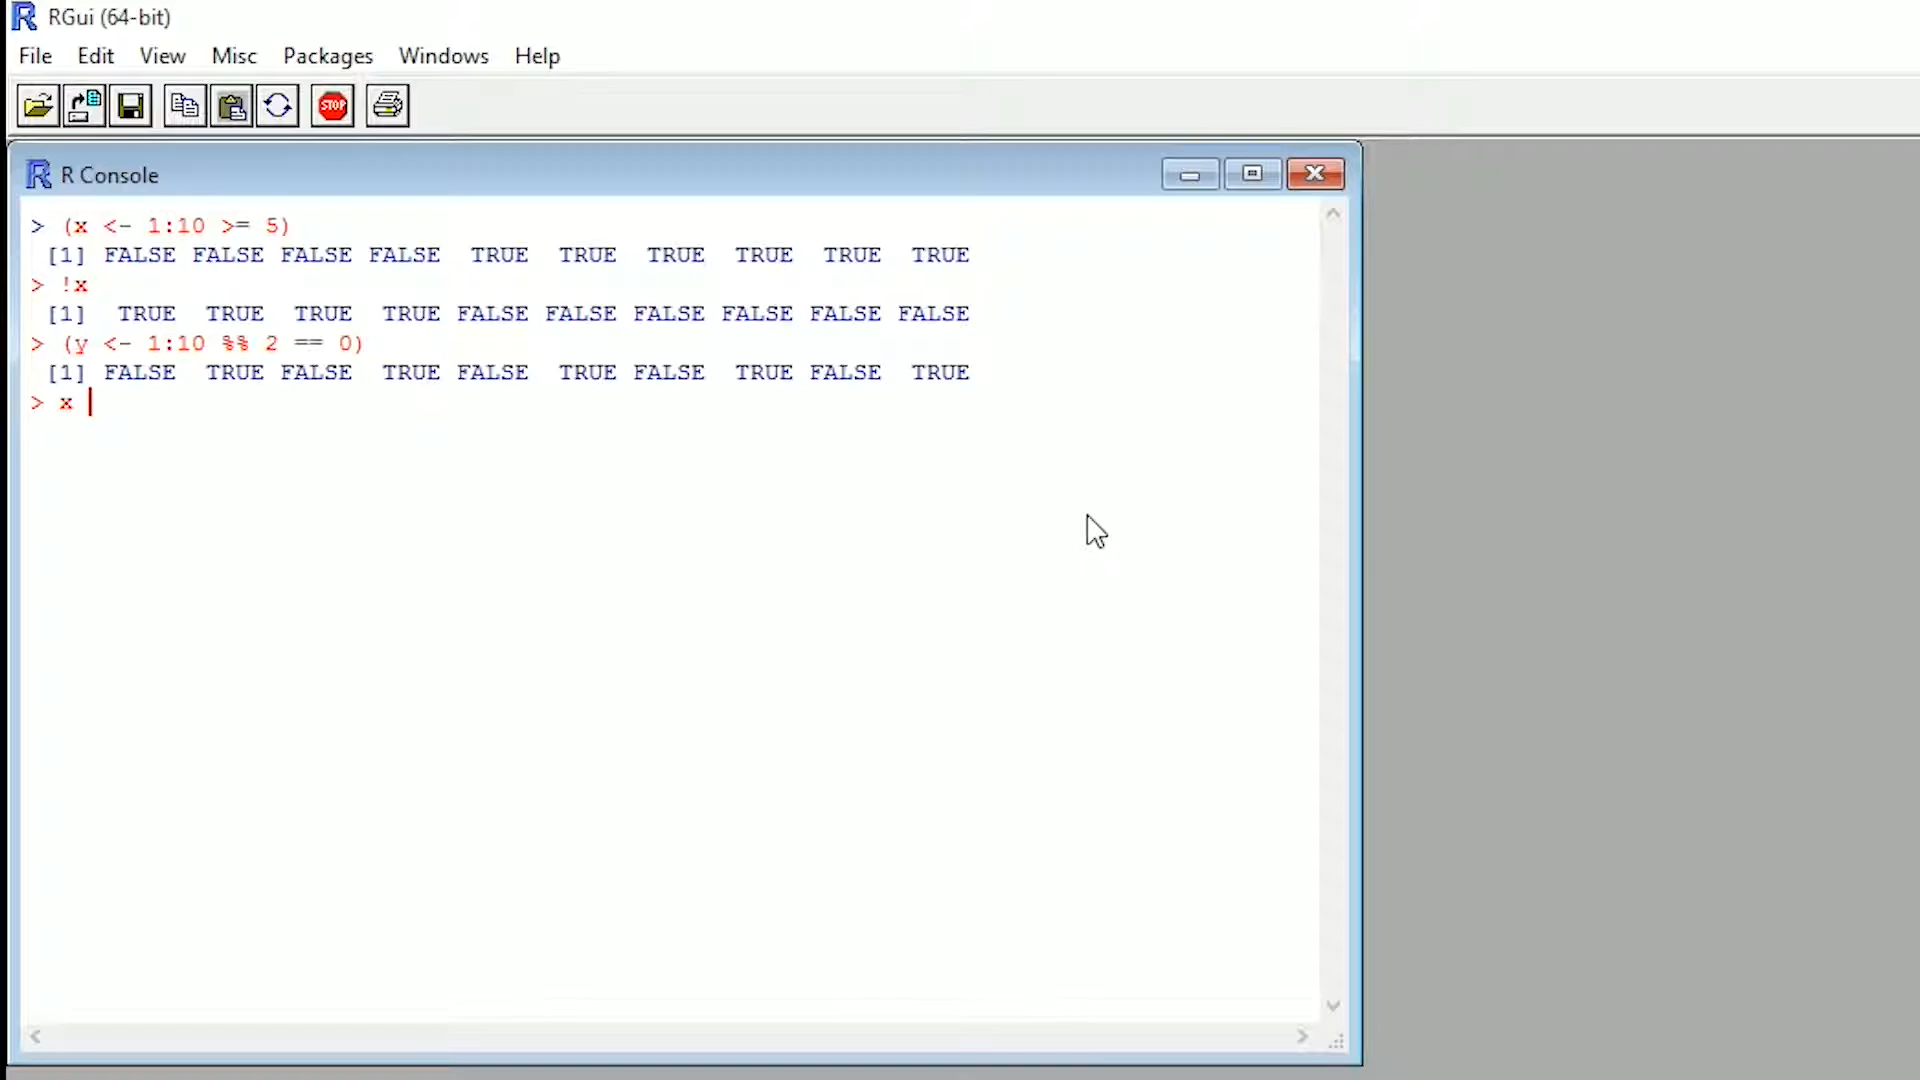 RGui (64-bit)
File Edit View Misc Packages Windows Help
STOP
R Console
> (x <- 1:10 >= 5)
[1] FALSE FALSE FALSE FALSE TRUE TRUE TRUE TRUE TRUE TRUE
> !x
[1] TRUE TRUE TRUE TRUE FALSE FALSE FALSE FALSE FALSE FALSE
> (y <- 1:10 %% 2 == 0)
[1] FALSE TRUE FALSE TRUE FALSE TRUE FALSE TRUE FALSE TRUE
> x